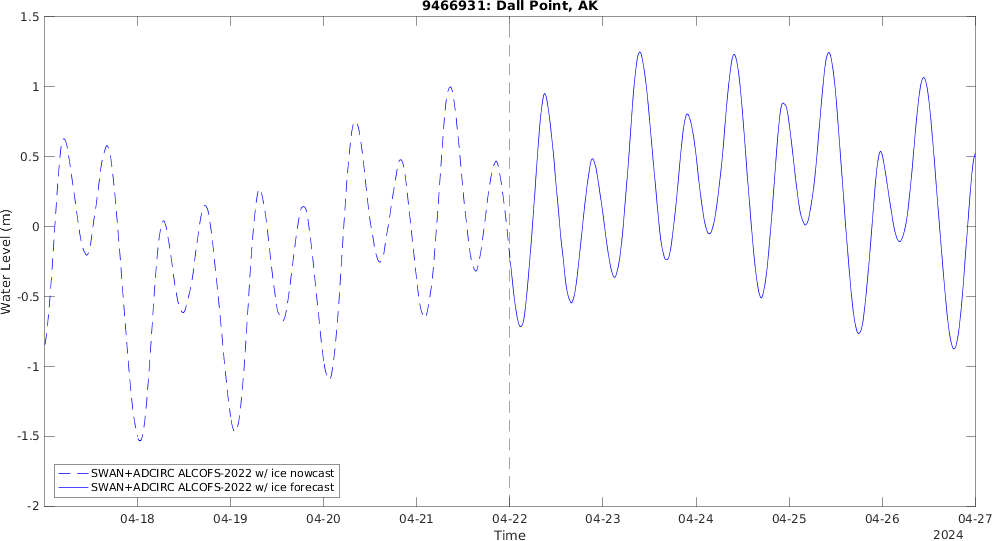 9466931: Dall Point, AK
1.5
1
0.5
0
-0.5
-1
-1.5
-2
Water Level (m)
SWAN+ADCIRC ALCOFS-2022 w/ ice nowcast
SWAN+ADCIRC ALCOFS-2022 w/ ice forecast
04-18 04-19 04-20 04-21 04-22 04-23 04-24 04-25 04-26 04-27
Time
2024